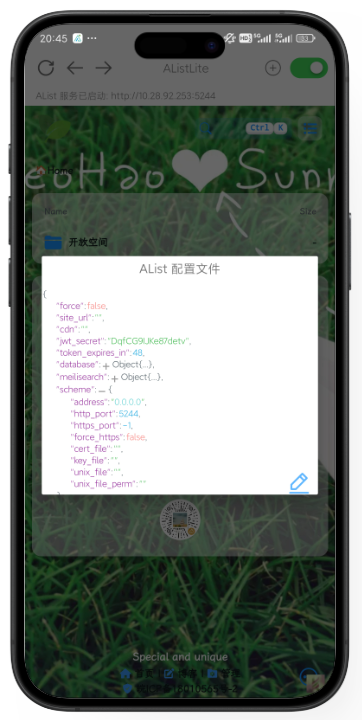 20:45
AListLite
AList 服务已启动: http://10.28.92.253:5244
Ctrl K
Home
eoHao Sunn
Name Size
开放空间 -
AList 配置文件
{
"force":false,
"site_url":"",
"cdn":"",
"jwt_secret":"DqfCG9IJKe87detv",
"token_expires_in":48,
"database":+Object{...},
"meilisearch":+Object{...},
"scheme":- {
"address":"0.0.0.0",
"http_port":5244,
"https_port":-1,
"force_https":false,
"cert_file":"",
"key_file":"",
"unix_file":"",
"unix_file_perm":""
Special and unique